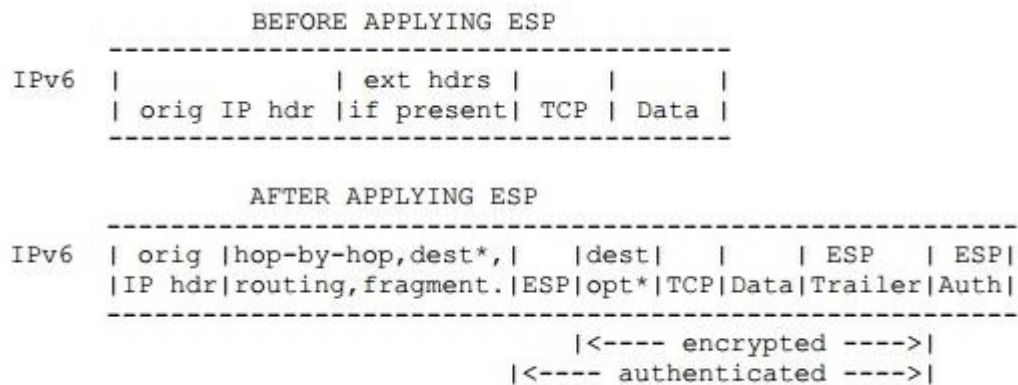 BEFORE APPLYING ESP
---------------------------------------
IPv6  |              | ext hdrs |     |      |
| orig IP hdr |if present| TCP | Data |
---------------------------------------
AFTER APPLYING ESP
---------------------------------------------------------
IPv6  | orig |hop-by-hop,dest*,|   |dest|   |    | ESP   | ESP|
|IP hdr|routing,fragment.|ESP|opt*|TCP|Data|Trailer|Auth|
---------------------------------------------------------
|<---- encrypted ---->|
|<---- authenticated ---->|